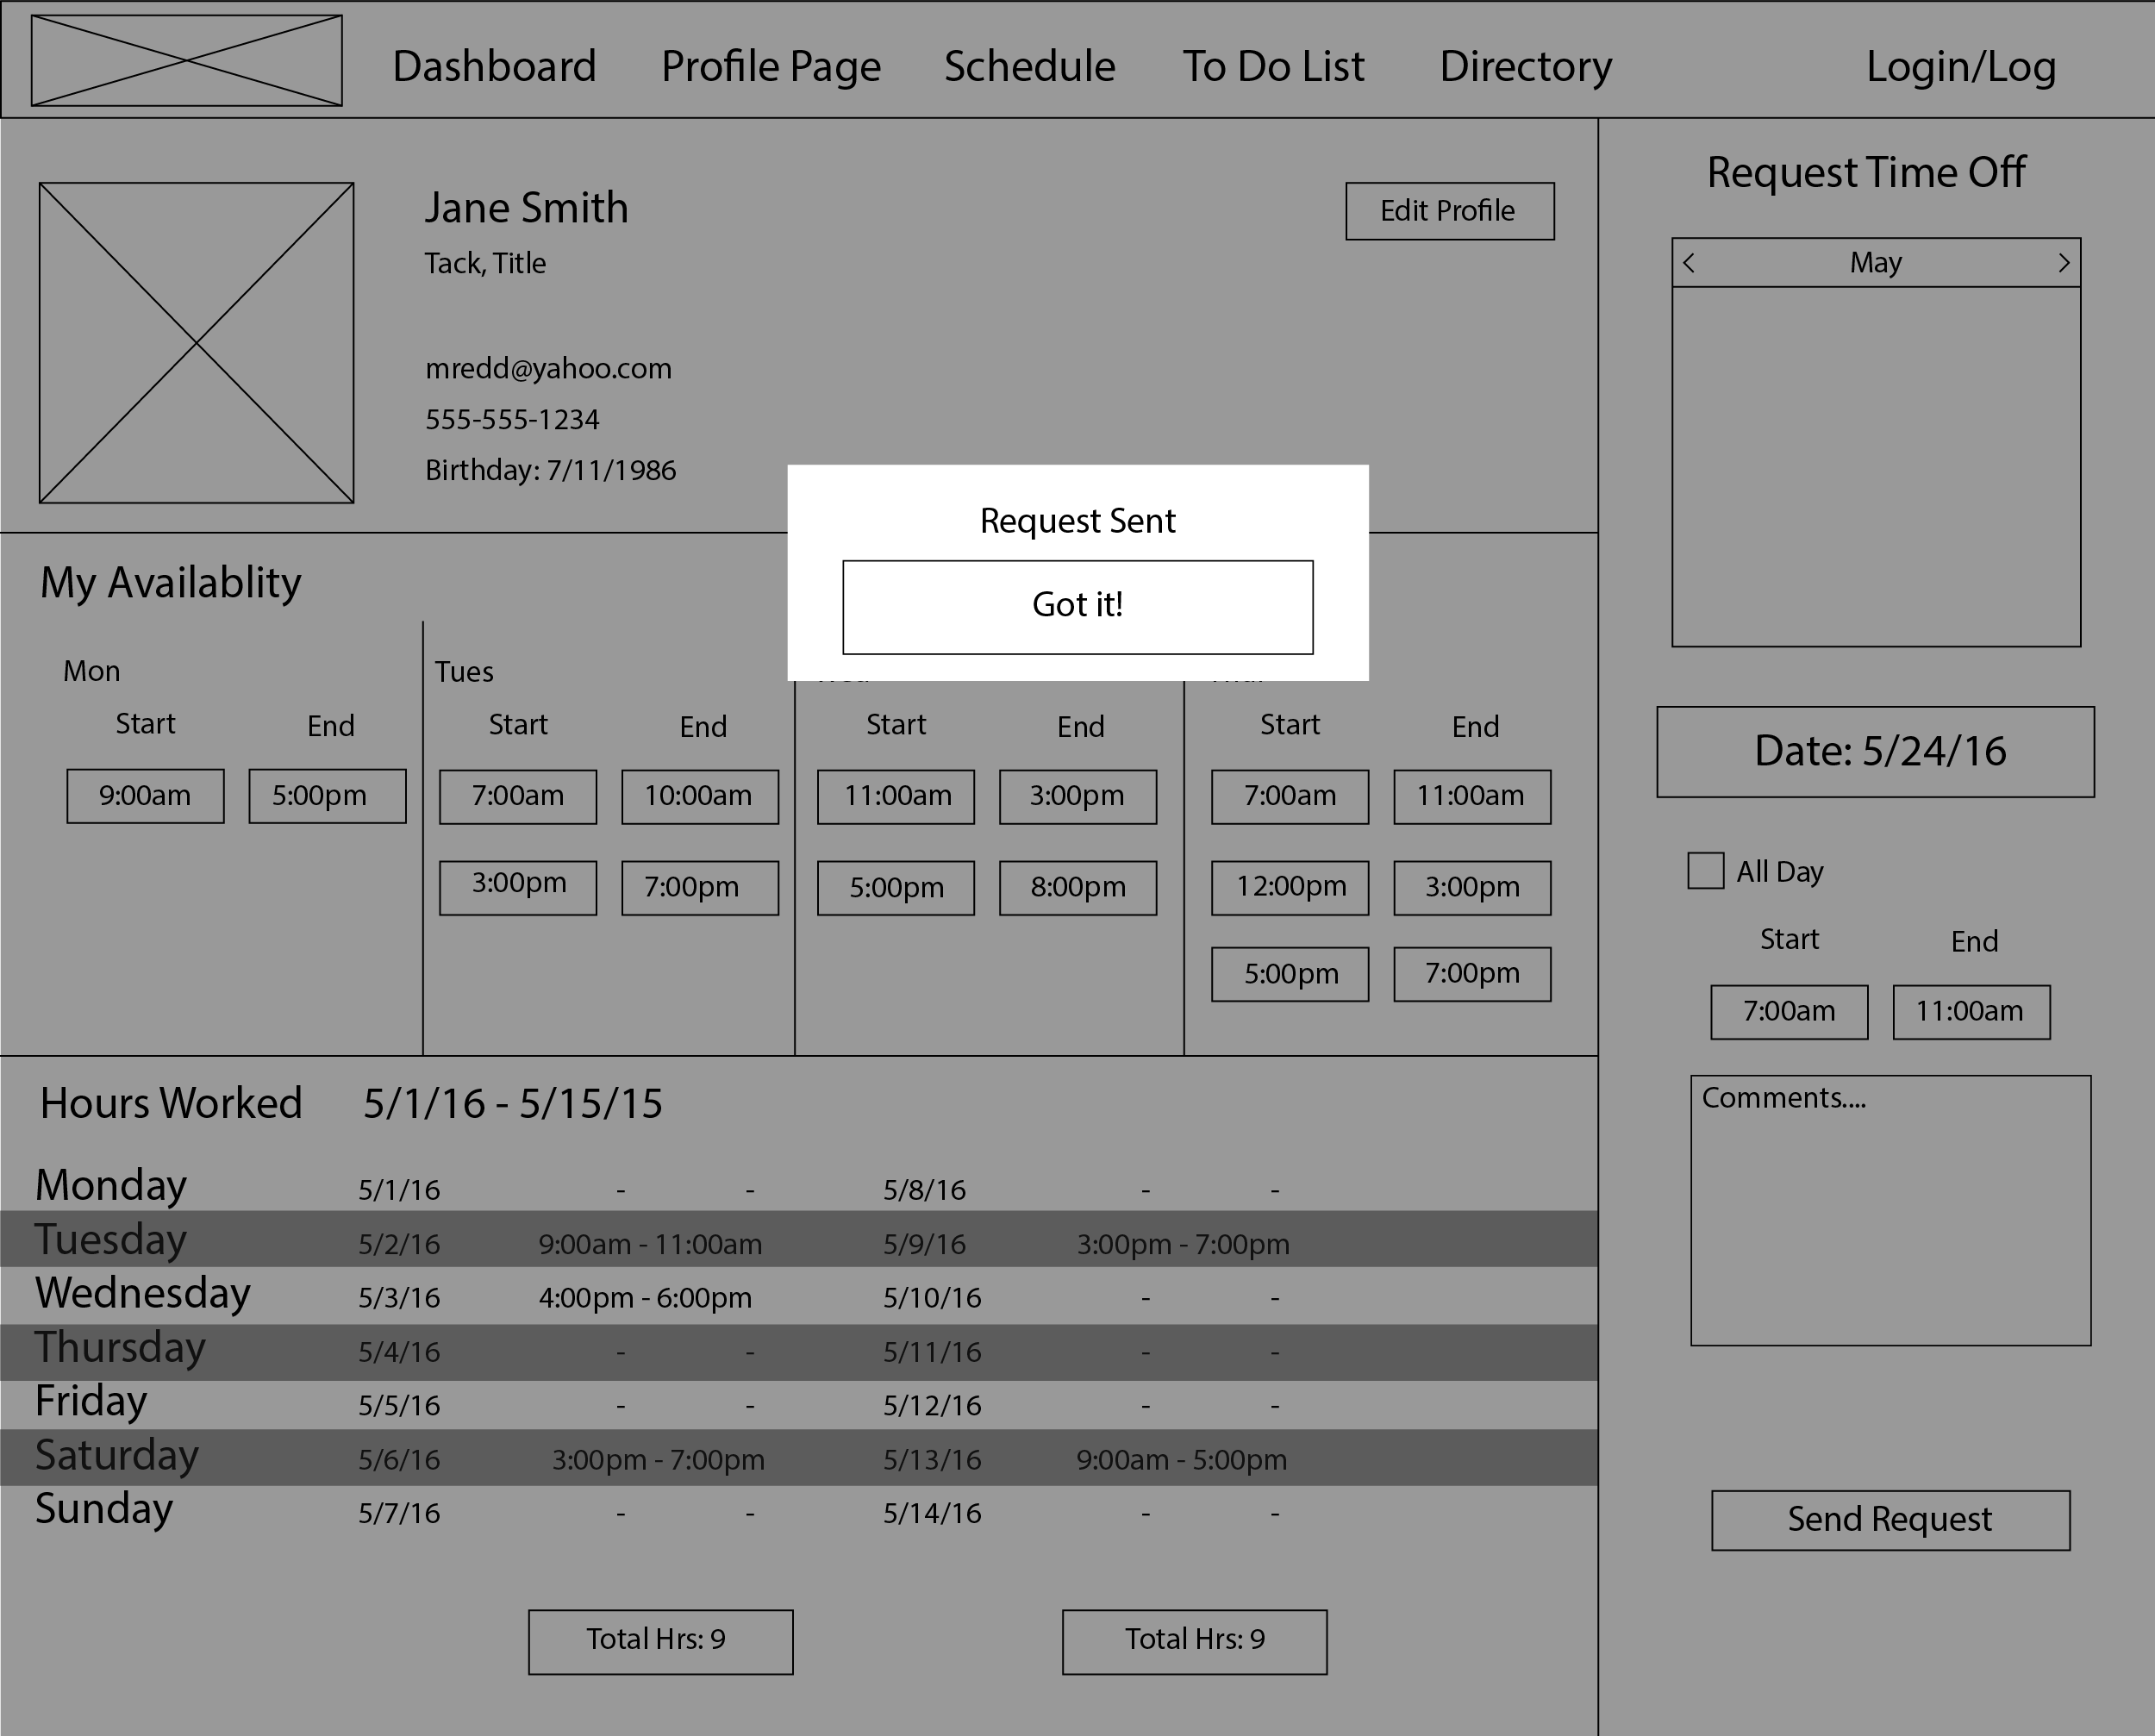 Dashboard Profile Page Schedule To Do List Directory Login/Log
Jane Smith
Tack, Title
Edit Profile
mredd@yahoo.com
555-555-1234
Birthday: 7/11/1986
Request Sent
Got it!
My Availablity
Mon Tues
Start End Start End Start End Start End
9:00am 5:00pm 7:00am 10:00am 11:00am 3:00pm 7:00am 11:00am
3:00pm 7:00pm 5:00pm 8:00pm 12:00pm 3:00pm
5:00pm 7:00pm
Hours Worked 5/1/16 - 5/15/15
Monday 5/1/16 - - 5/8/16 - -
Tuesday 5/2/16 9:00am - 11:00am 5/9/16 3:00pm - 7:00pm
Wednesday 5/3/16 4:00pm - 6:00pm 5/10/16 - -
Thursday 5/4/16 - - 5/11/16 - -
Friday 5/5/16 - - 5/12/16 - -
Saturday 5/6/16 3:00pm - 7:00pm 5/13/16 9:00am - 5:00pm
Sunday 5/7/16 - - 5/14/16 - -
Total Hrs: 9 Total Hrs: 9
Request Time Off
< May >
Date: 5/24/16
All Day
Start End
7:00am 11:00am
Comments....
Send Request